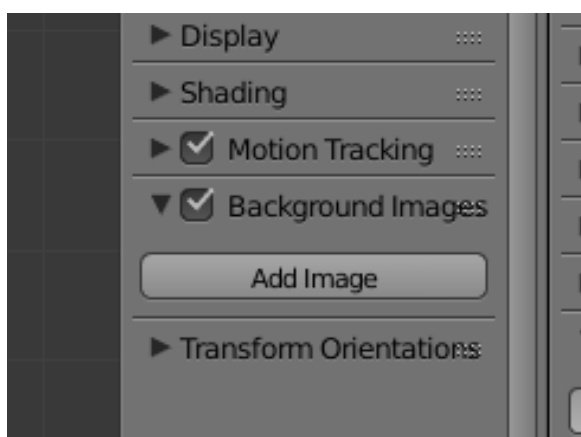 Display
Shading
Motion Tracking
Background Images
Add Image
Transform Orientations